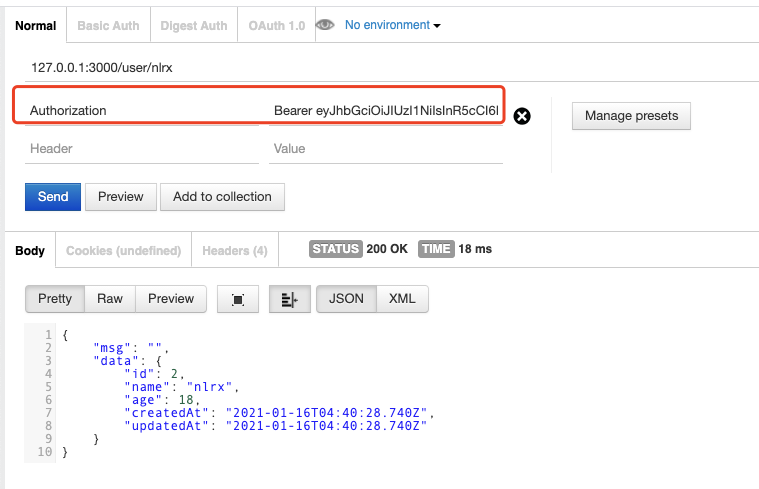 Normal Basic Auth Digest Auth OAuth 1.0 No environment
127.0.0.1:3000/user/nlrx
Authorization Bearer eyJhbGciOiJIUzI1NiIsInR5cCI6I
Manage presets
Header Value
Send Preview Add to collection
Body Cookies (undefined) Headers (4) STATUS 200 OK TIME 18 ms
Pretty Raw Preview JSON XML
1 {
2 "msg": "",
3 "data": {
4 "id": 2,
5 "name": "nlrx",
6 "age": 18,
7 "createdAt": "2021-01-16T04:40:28.740Z",
8 "updatedAt": "2021-01-16T04:40:28.740Z"
9 }
10 }